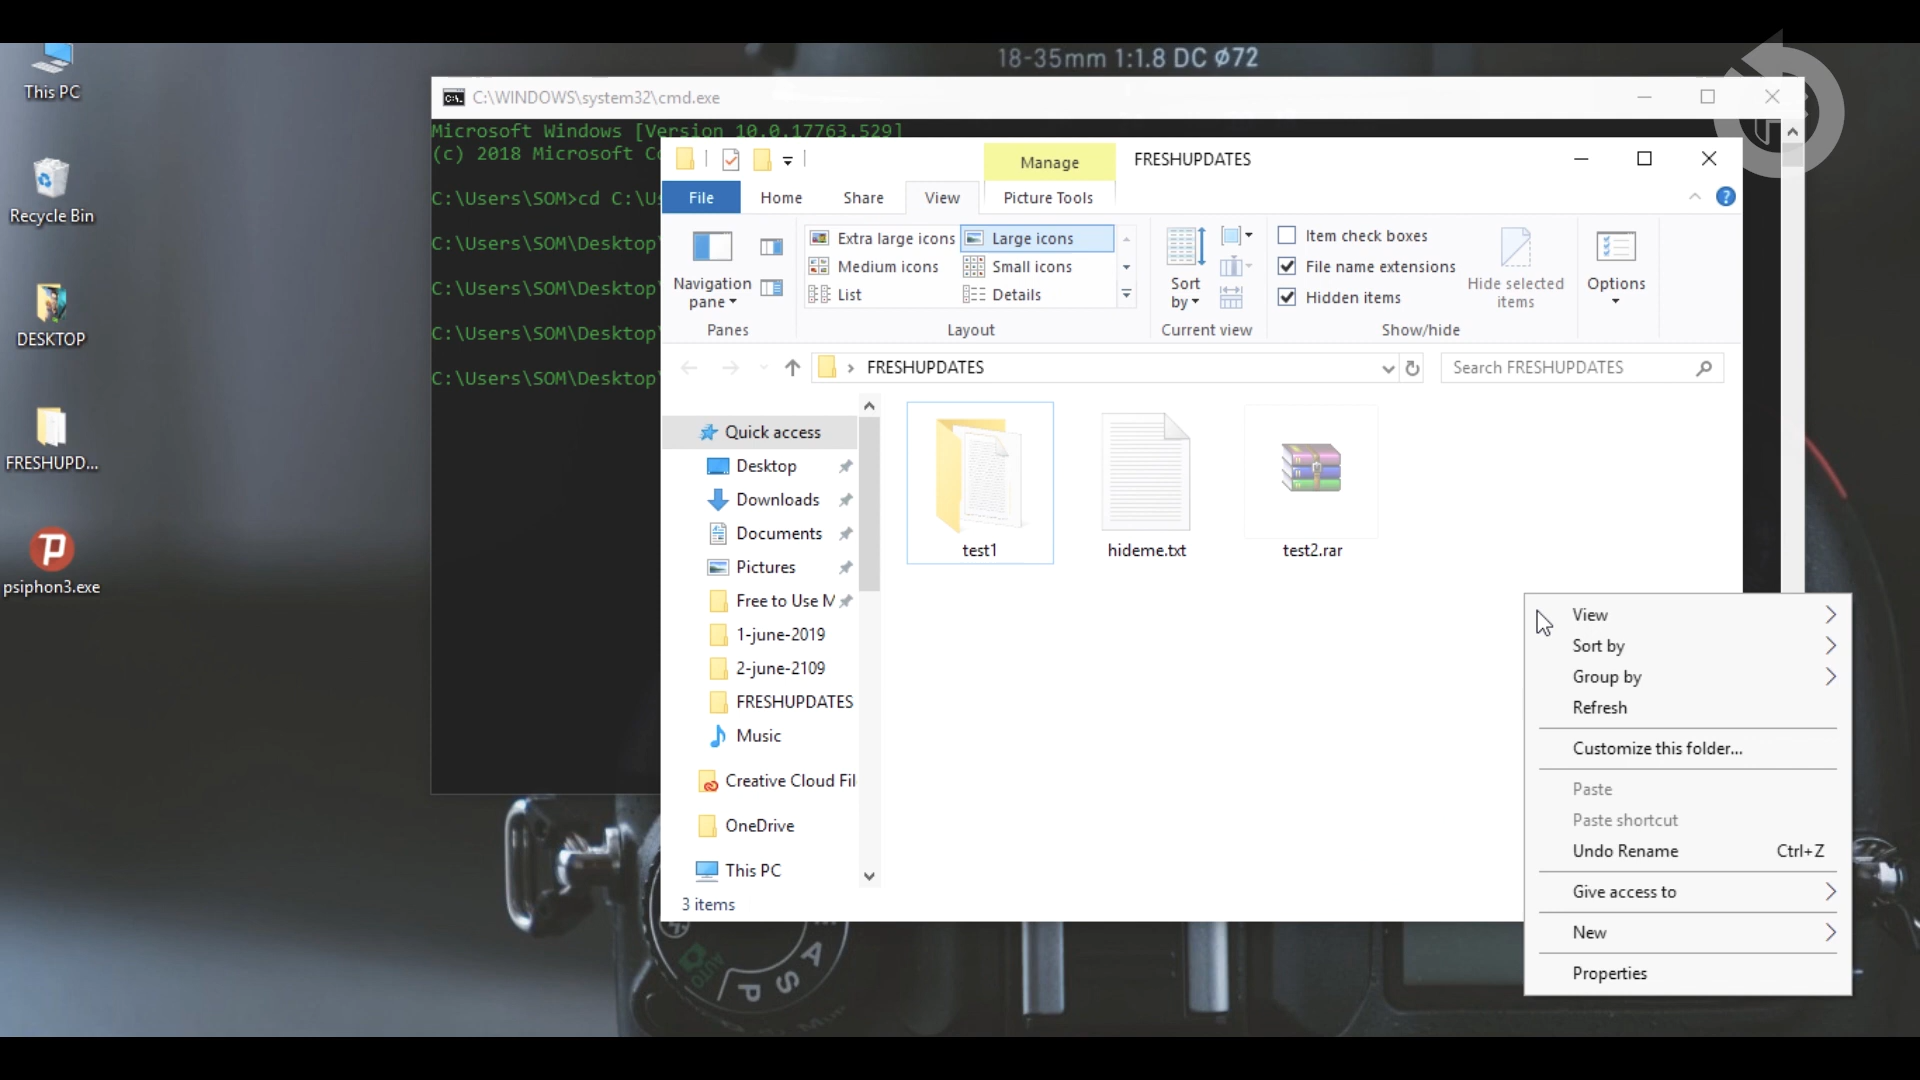 18-35mm 1:1.8 DC ϕ72
This PC
Recycle Bin
DESKTOP
FRESHUPD...
psiphon3.exe
C:\WINDOWS\system32\cmd.exe
Microsoft Windows [Version 10.0.17763.529]
(c) 2018 Microsoft
C:\Users\SOM>cd C:\U
C:\Users\SOM\Desktop
C:\Users\SOM\Desktop
C:\Users\SOM\Desktop
C:\Users\SOM\Desktop
Manage
FRESHUPDATES
File Home Share View Picture Tools
Navigation pane
Panes
Extra large icons Large icons
Medium icons Small icons
List Details
Layout
Sort by
Current view
Item check boxes
File name extensions
Hidden items
Hide selected items
Show/hide
Options
FRESHUPDATES
Search FRESHUPDATES
Quick access
Desktop
Downloads
Documents
Pictures
Free to Use M
1-june-2019
2-june-2109
FRESHUPDATES
Music
Creative Cloud Fil
OneDrive
This PC
3 items
test1
hideme.txt
test2.rar
View
Sort by
Group by
Refresh
Customize this folder...
Paste
Paste shortcut
Undo Rename Ctrl+Z
Give access to
New
Properties
AUTO
P S A